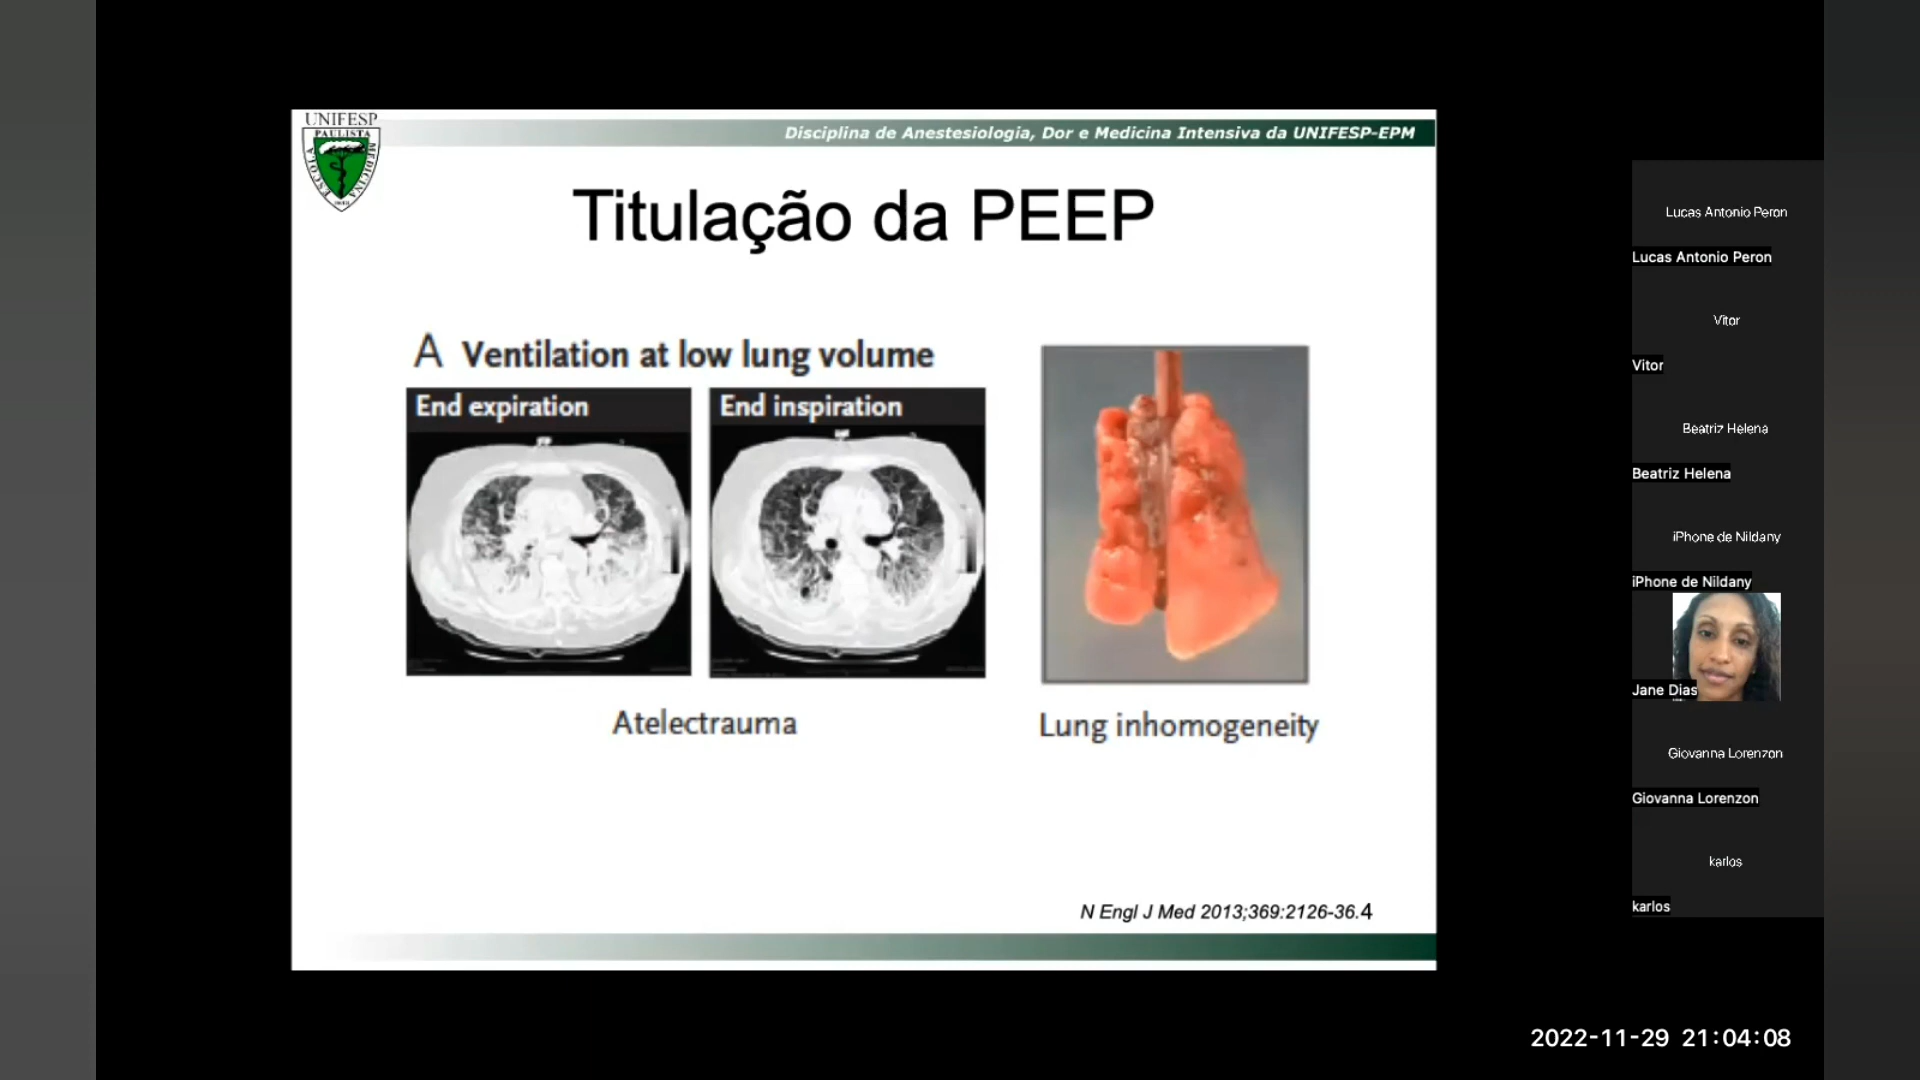 UNIFESP
PAULISTA
ESCOLA
MEDICINA
Disciplina de Anestesiologia, Dor e Medicina Intensiva da UNIFESP-EPM
Titulação da PEEP
A Ventilation at low lung volume
End expiration
End inspiration
Atelectrauma
Lung inhomogeneity
N Engl J Med 2013;369:2126-36.4
Lucas Antonio Peron
Lucas Antonio Peron
Vitor
Vitor
Beatriz Helena
Beatriz Helena
iPhone de Nildany
iPhone de Nildany
Jane Dias
Giovanna Lorenzon
Giovanna Lorenzon
karlos
karlos
2022-11-29 21:04:08